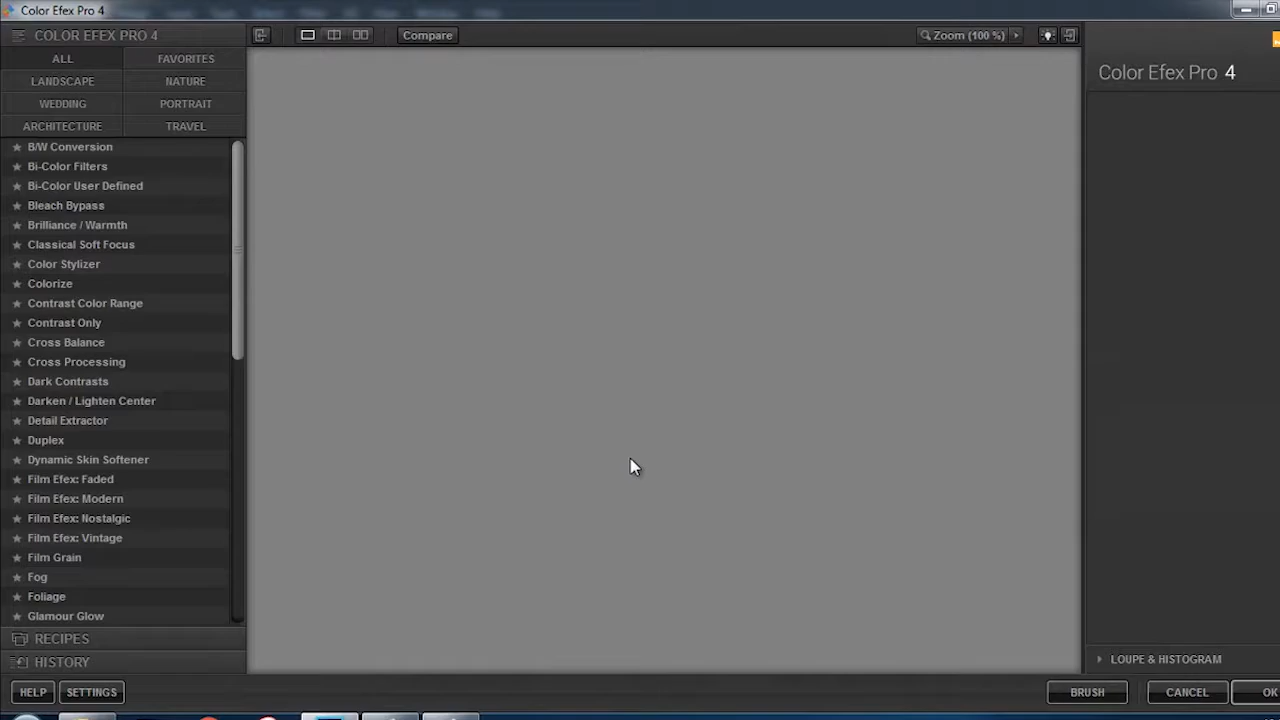 Color Efex Pro 4
COLOR EFEX PRO 4
Compare
Zoom (100 %)
Color Efex Pro 4
ALL
FAVORITES
LANDSCAPE
NATURE
WEDDING
PORTRAIT
ARCHITECTURE
TRAVEL
B/W Conversion
Bi-Color Filters
Bi-Color User Defined
Bleach Bypass
Brilliance / Warmth
Classical Soft Focus
Color Stylizer
Colorize
Contrast Color Range
Contrast Only
Cross Balance
Cross Processing
Dark Contrasts
Darken / Lighten Center
Detail Extractor
Duplex
Dynamic Skin Softener
Film Efex: Faded
Film Efex: Modern
Film Efex: Nostalgic
Film Efex: Vintage
Film Grain
Fog
Foliage
Glamour Glow
RECIPES
HISTORY
LOUPE & HISTOGRAM
HELP
SETTINGS
BRUSH
CANCEL
OK